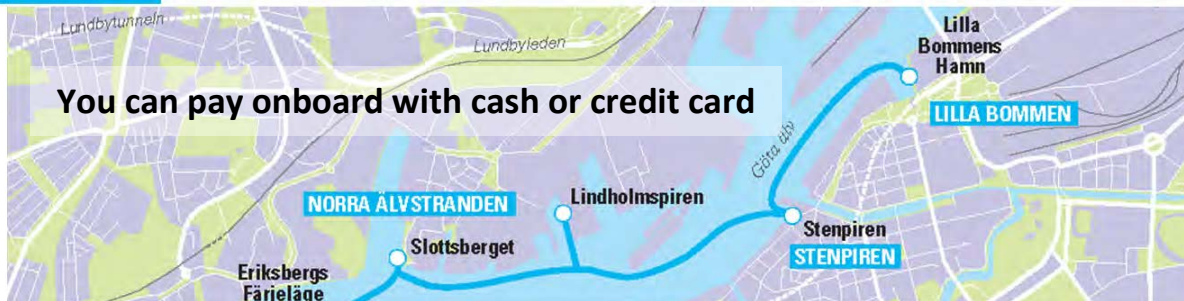 Lundbytunneln
Lundbyleden
Lilla
Bommens
Hamn
You can pay onboard with cash or credit card
LILLA BOMMEN
Göta älv
NORRA ÄLVSTRANDEN
Lindholmspiren
Stenpiren
STENPIREN
Slottsberget
Eriksbergs
Färjeläge